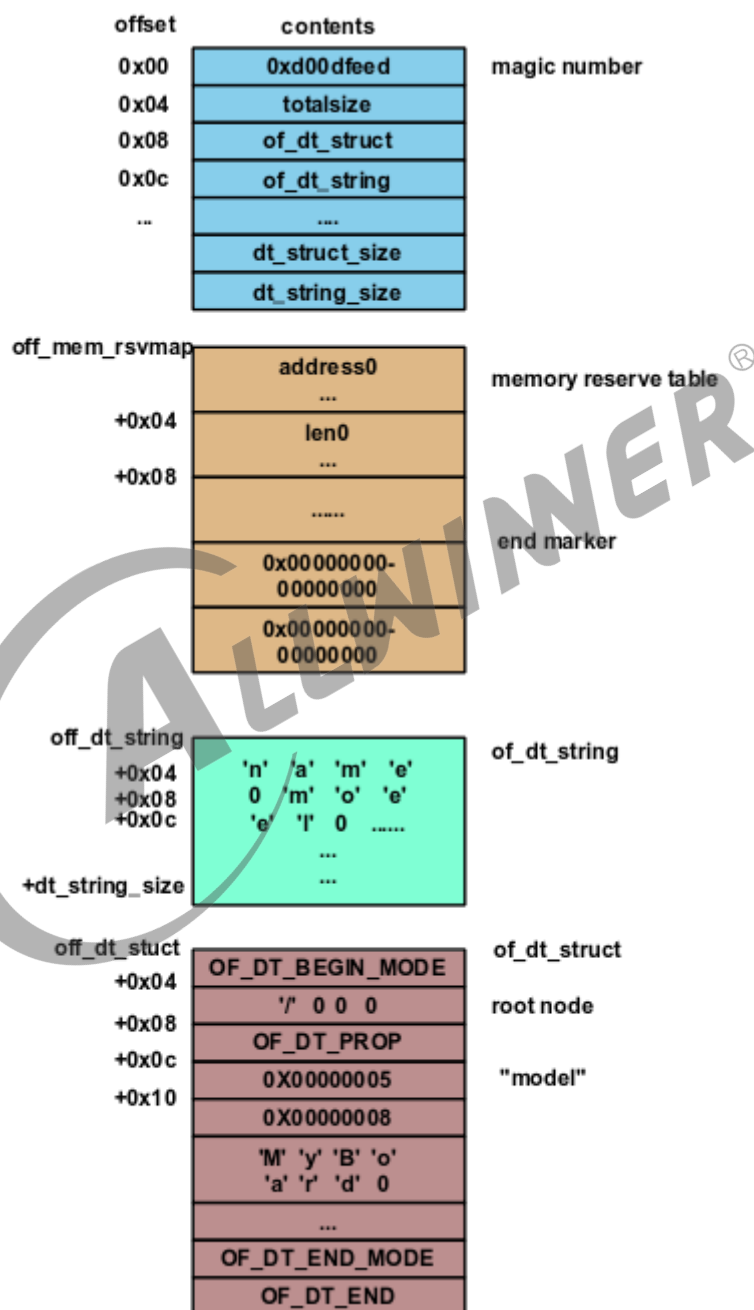 offset contents
0x00 0xd00dfeed magic number
0x04 totalsize
0x08 of_dt_struct
0x0c of_dt_string
... ....
dt_struct_size
dt_string_size
off_mem_rsvmap
address0
...
memory reserve table
+0x04
len0
...
+0x08
......
end marker
0x00000000-
00000000
0x00000000-
00000000
ALLWINNER®
off_dt_string of_dt_string
+0x04 'n' 'a' 'm' 'e'
+0x08 0 'm' 'o' 'e'
+0x0c 'e' 'l' 0 ......
...
+dt_string_size ...
off_dt_stuct of_dt_struct
OF_DT_BEGIN_MODE
+0x04
'/' 0 0 0 root node
+0x08
OF_DT_PROP
+0x0c
0X00000005 "model"
+0x10
0X00000008
'M' 'y' 'B' 'o'
'a' 'r' 'd' 0
...
OF_DT_END_MODE
OF_DT_END